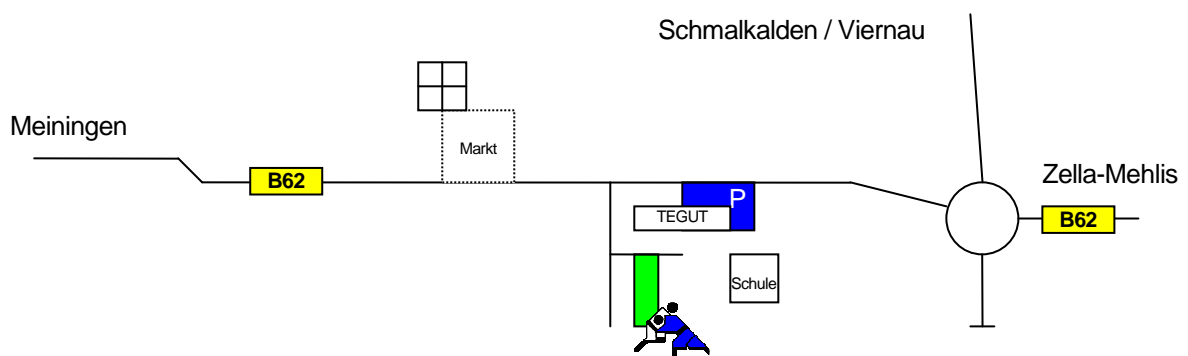 Schmalkalden / Viernau
Meiningen
Markt
B62
Zella-Mehlis
P
TEGUT
B62
Schule